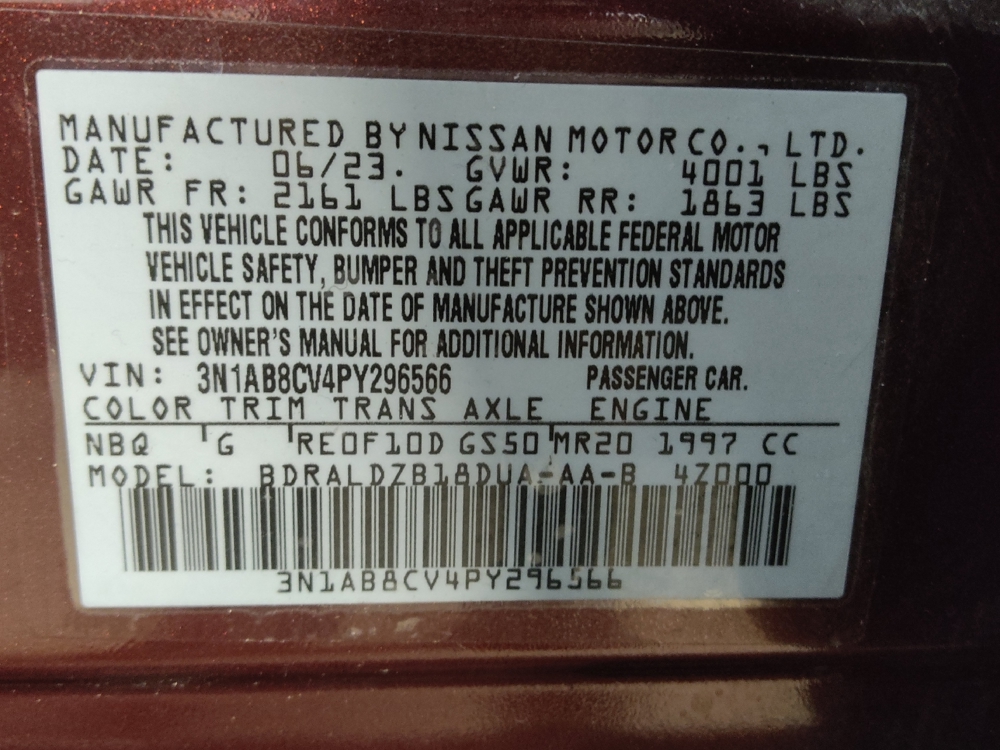 MANUFACTURED BY NISSAN MOTOR CO., LTD.
DATE: 06/23. GVWR: 4001 LBS
GAWR FR: 2161 LBS GAWR RR: 1863 LBS
THIS VEHICLE CONFORMS TO ALL APPLICABLE FEDERAL MOTOR
VEHICLE SAFETY, BUMPER AND THEFT PREVENTION STANDARDS
IN EFFECT ON THE DATE OF MANUFACTURE SHOWN ABOVE.
SEE OWNER'S MANUAL FOR ADDITIONAL INFORMATION.
VIN: 3N1AB8CV4PY296566 PASSENGER CAR.
COLOR TRIM TRANS AXLE ENGINE
NBQ G RE0F10D GS50 MR20 1997 CC
MODEL: BDRALDZB18DUA-AA-B 4Z000
3N1AB8CV4PY296566